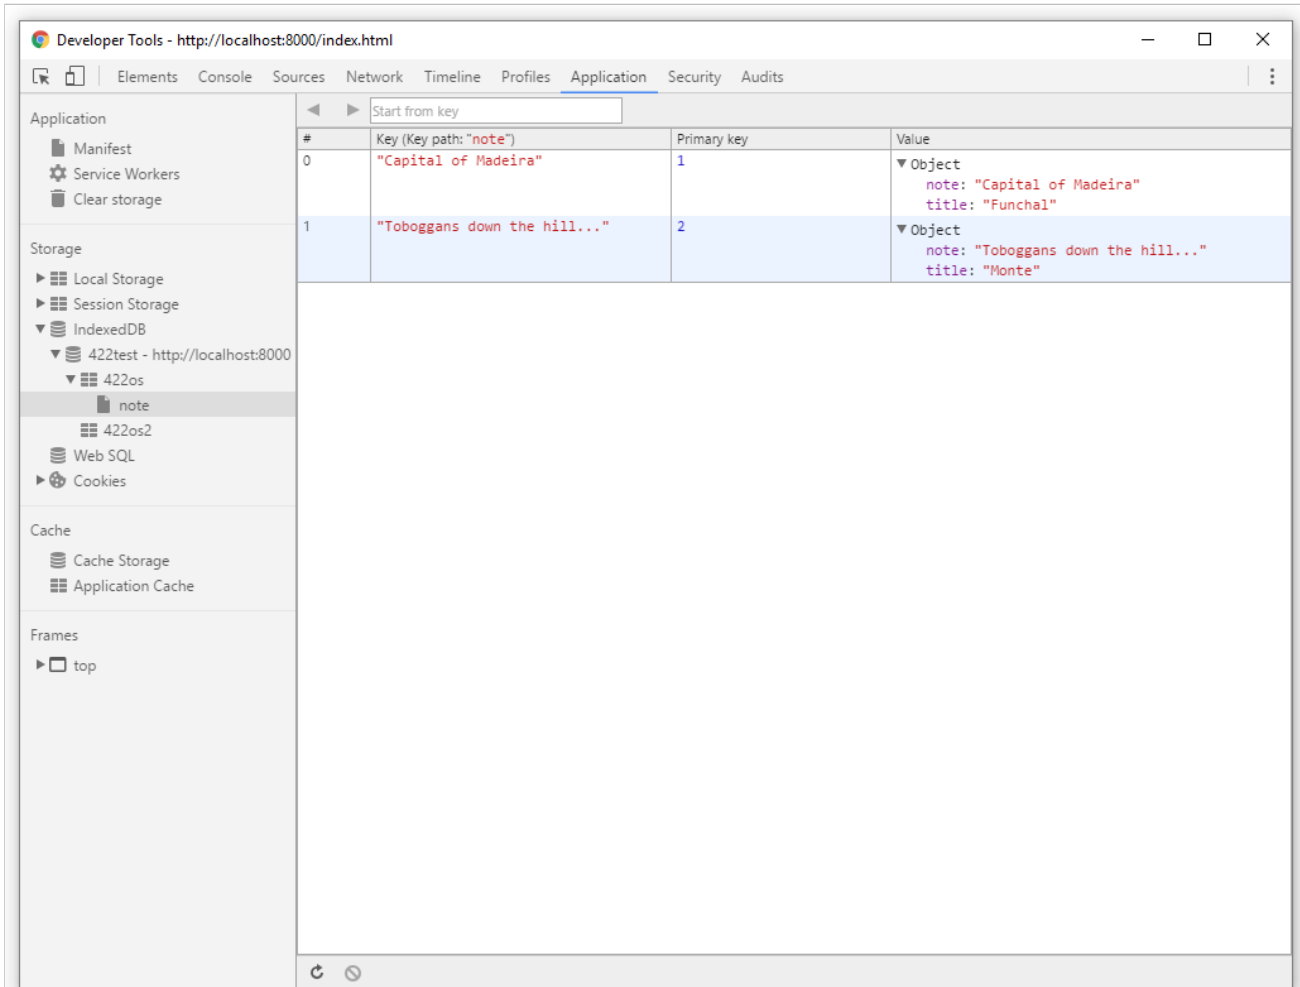 Developer Tools - http://localhost:8000/index.html
Elements Console Sources Network Timeline Profiles Application Security Audits
Application
Manifest
Service Workers
Clear storage
Storage
Local Storage
Session Storage
IndexedDB
422test - http://localhost:8000
422os
note
422os2
Web SQL
Cookies
Cache
Cache Storage
Application Cache
Frames
top
Start from key
# Key (Key path: "note") Primary key Value
0 "Capital of Madeira" 1 Object
note: "Capital of Madeira"
title: "Funchal"
1 "Toboggans down the hill..." 2 Object
note: "Toboggans down the hill..."
title: "Monte"